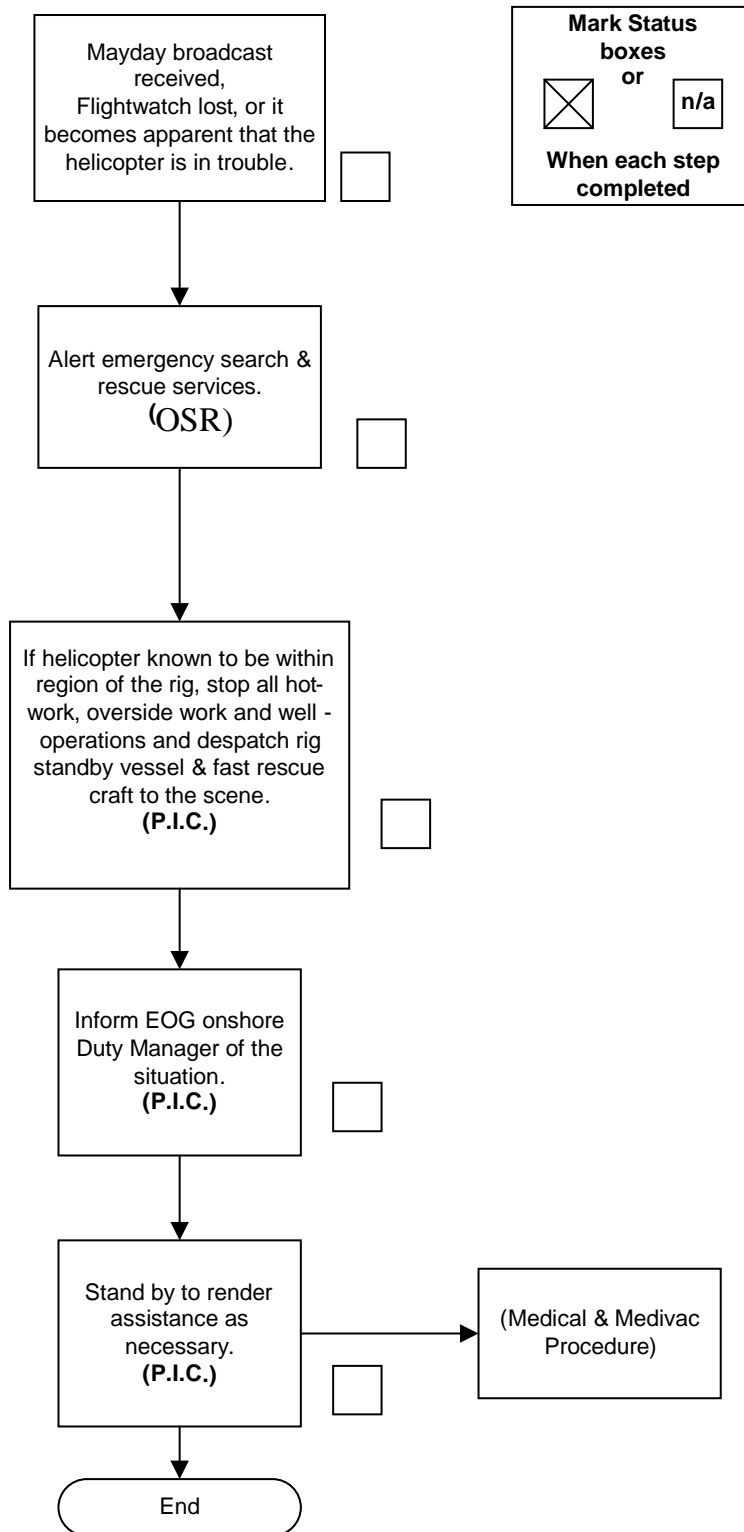 Mayday broadcast
received,
Flightwatch lost, or it
becomes apparent that the
helicopter is in trouble.
Mark Status
boxes
or
n/a
When each step
completed
Alert emergency search &
rescue services.
(OSR)
If helicopter known to be within
region of the rig, stop all hot-
work, overside work and well -
operations and despatch rig
standby vessel & fast rescue
craft to the scene.
(P.I.C.)
Inform EOG onshore
Duty Manager of the
situation.
(P.I.C.)
Stand by to render
assistance as
necessary.
(P.I.C.)
(Medical & Medivac
Procedure)
End